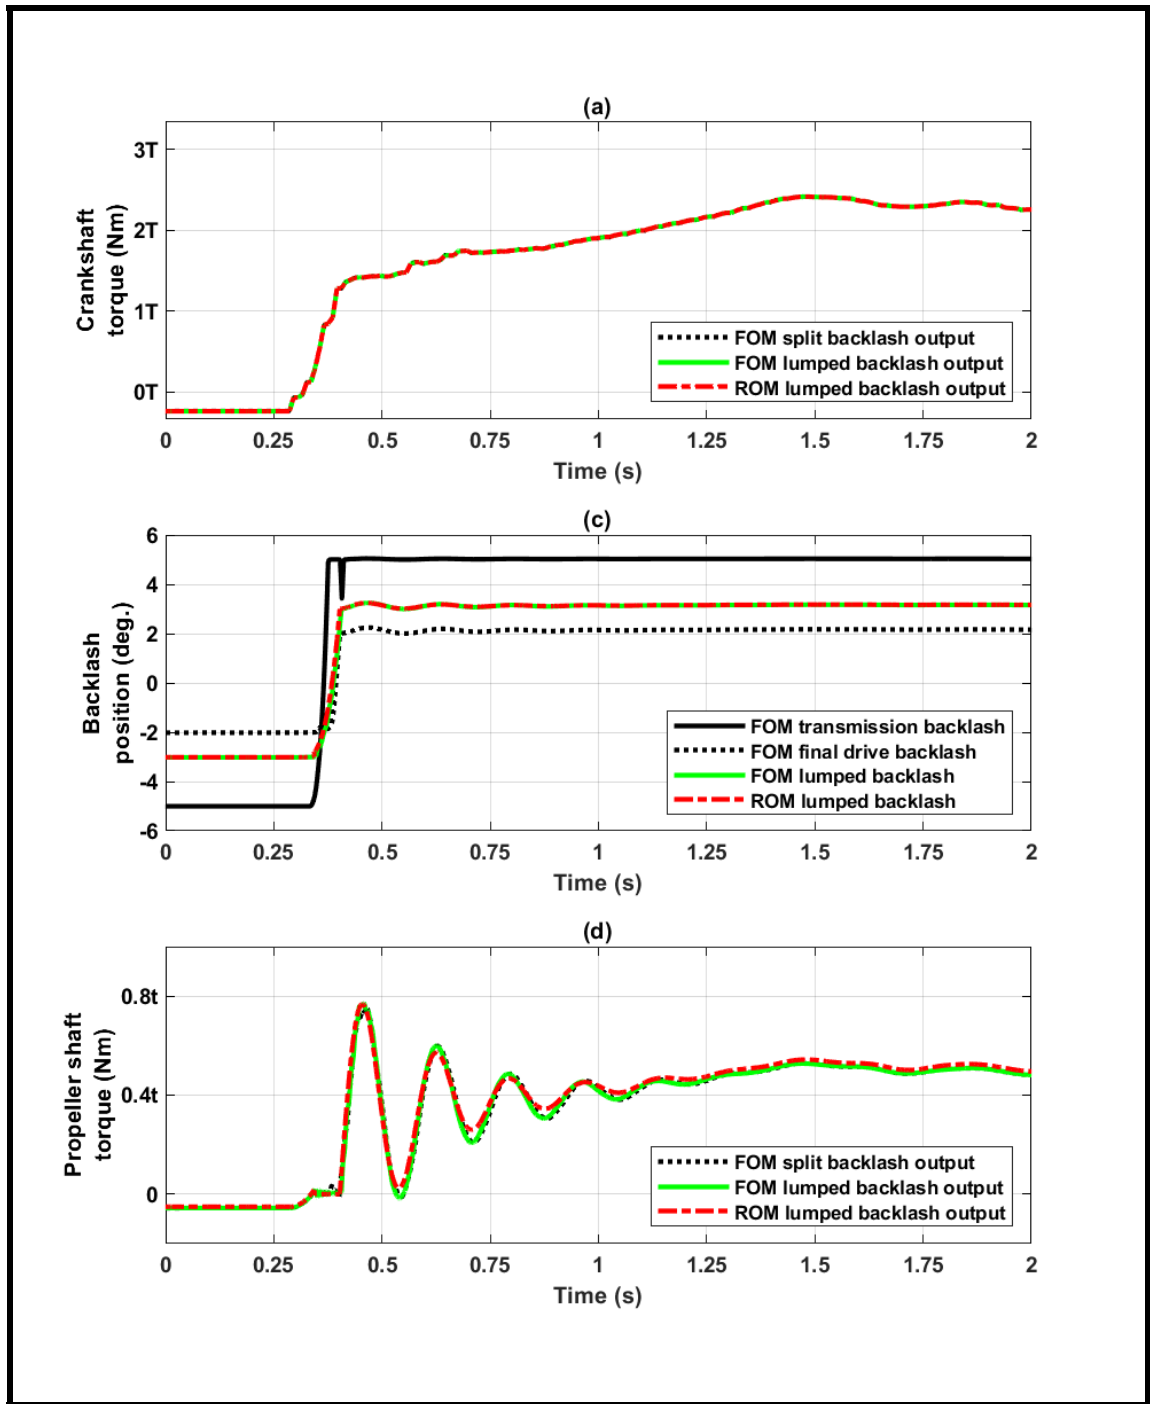 (a)
3T
2T
1T
0T
Crankshaft
torque (Nm)
FOM split backlash output
FOM lumped backlash output
ROM lumped backlash output
0 0.25 0.5 0.75 1 1.25 1.5 1.75 2
Time (s)
(c)
6
4
2
0
-2
-4
-6
Backlash
position (deg.)
FOM transmission backlash
FOM final drive backlash
FOM lumped backlash
ROM lumped backlash
0 0.25 0.5 0.75 1 1.25 1.5 1.75 2
Time (s)
(d)
0.8t
0.4t
0
Propeller shaft
torque (Nm)
FOM split backlash output
FOM lumped backlash output
ROM lumped backlash output
0 0.25 0.5 0.75 1 1.25 1.5 1.75 2
Time (s)